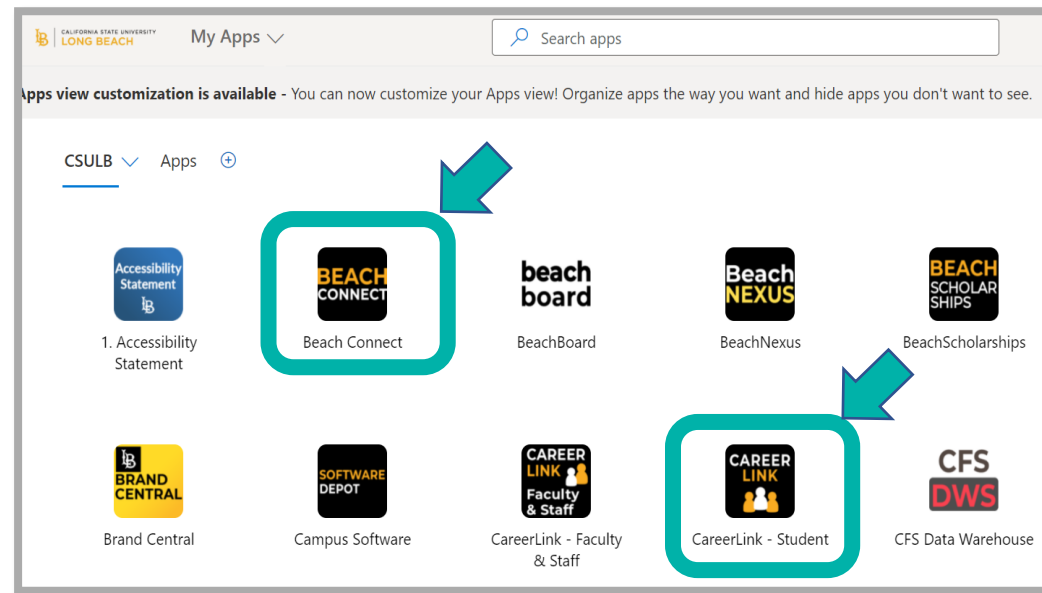 LB CALIFORNIA STATE UNIVERSITY
LONG BEACH
My Apps
Search apps
Apps view customization is available - You can now customize your Apps view! Organize apps the way you want and hide apps you don't want to see.
CSULB Apps
Accessibility
Statement
LB
1. Accessibility
Statement
BEACH
CONNECT
Beach Connect
beach
board
BeachBoard
Beach
NEXUS
BeachNexus
BEACH
SCHOLAR
SHIPS
BeachScholarships
LB
BRAND
CENTRAL
Brand Central
SOFTWARE
DEPOT
Campus Software
CAREER
LINK
Faculty
& Staff
CareerLink - Faculty
& Staff
CAREER
LINK
CareerLink - Student
CFS
DWS
CFS Data Warehouse